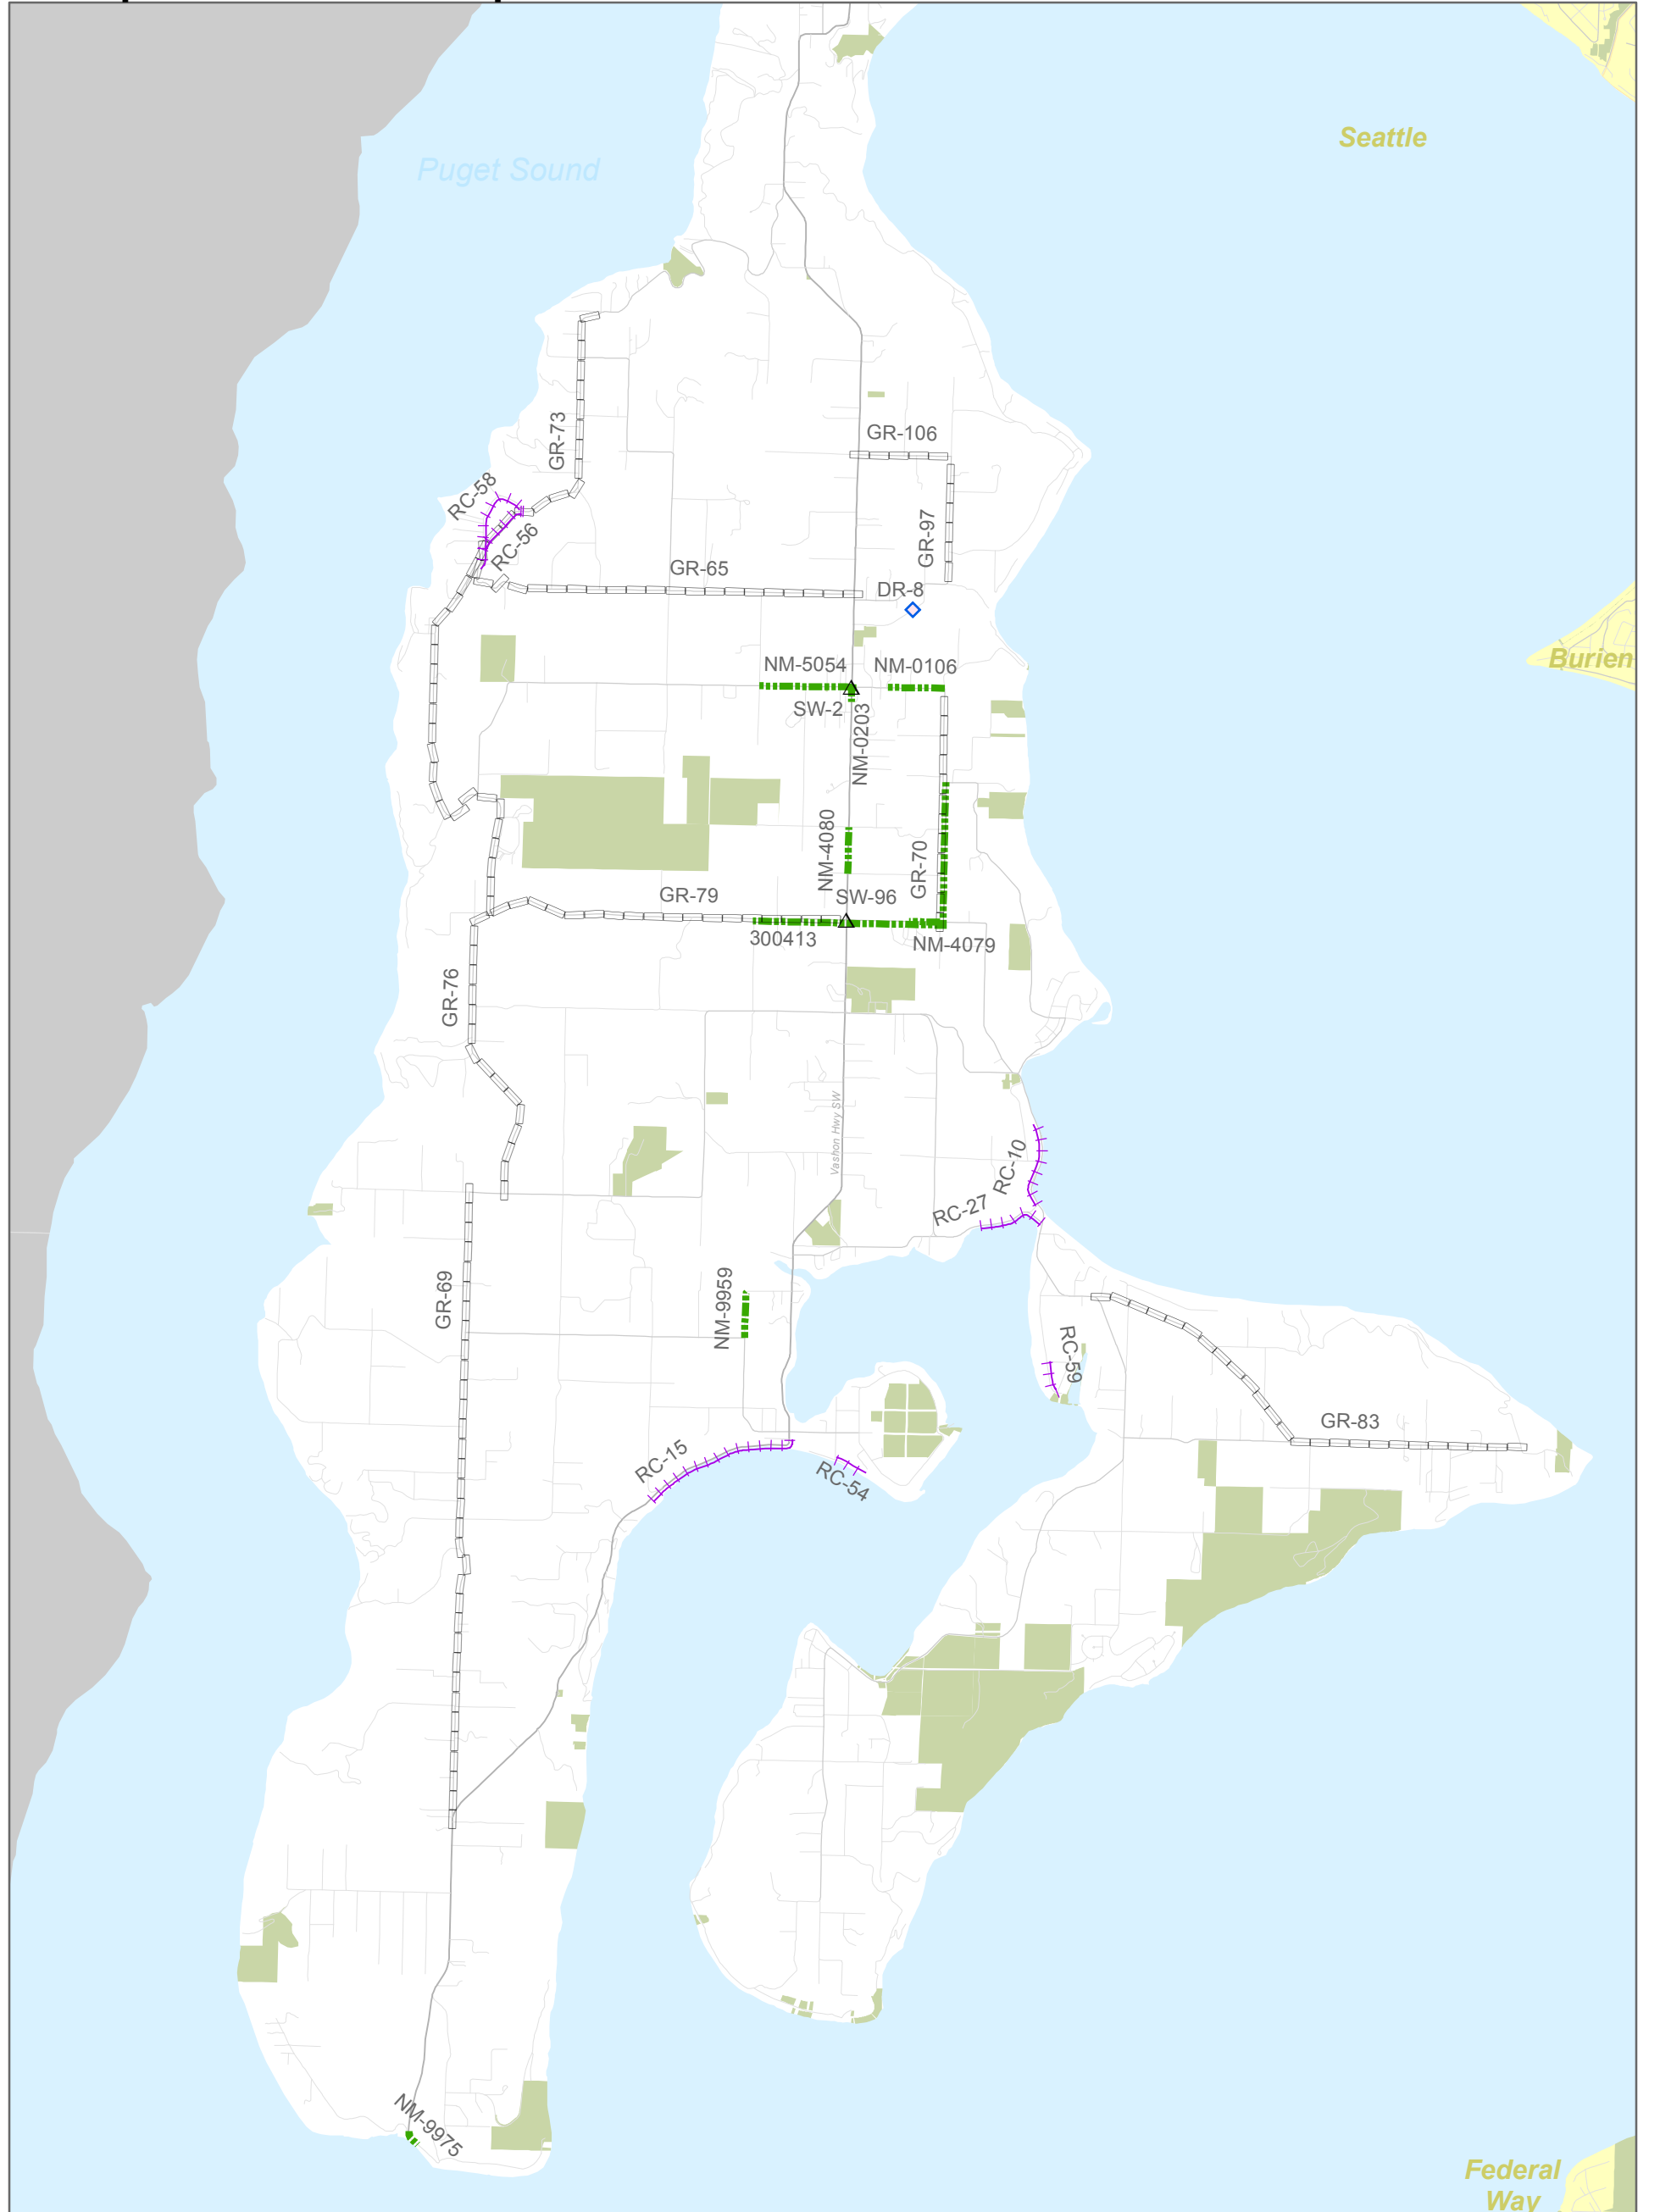 Seattle
Puget Sound
GR-73
GR-106
RC-58
GR-97
RC-56
GR-65
DR-8
NM-5054
NM-0106
Burien
SW-2
NM-0203
NM-4080
GR-70
GR-79
SW-96
300413
NM-4079
GR-76
Vashon Hwy SW
RC-10
RC-27
GR-69
NM-9959
RC-59
GR-83
RC-15
RC-54
NM-9975
Federal
Way